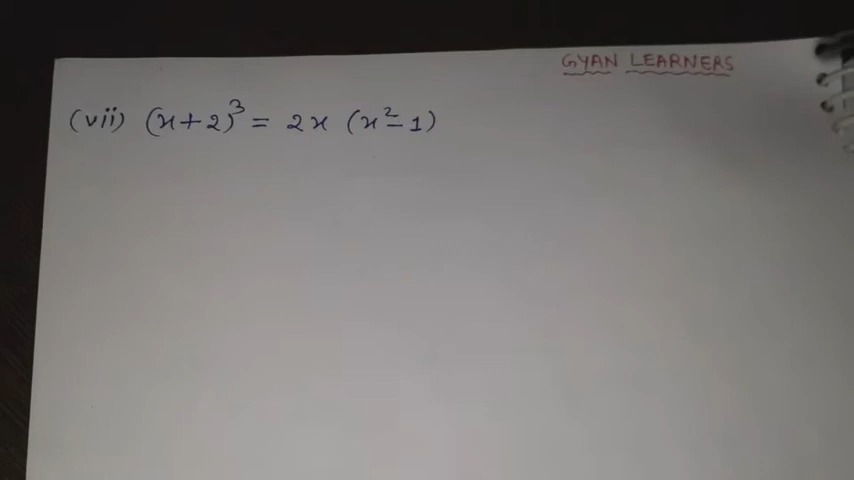 GYAN LEARNERS
(vii) (x+2)³ = 2x (x²-1)